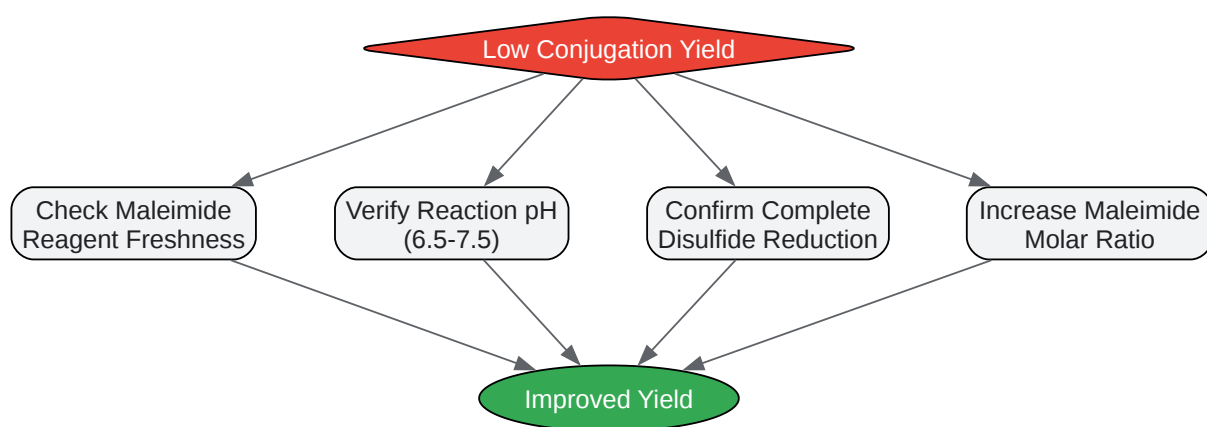 Low Conjugation Yield
Check Maleimide
Reagent Freshness
Verify Reaction pH
(6.5-7.5)
Confirm Complete
Disulfide Reduction
Increase Maleimide
Molar Ratio
Improved Yield